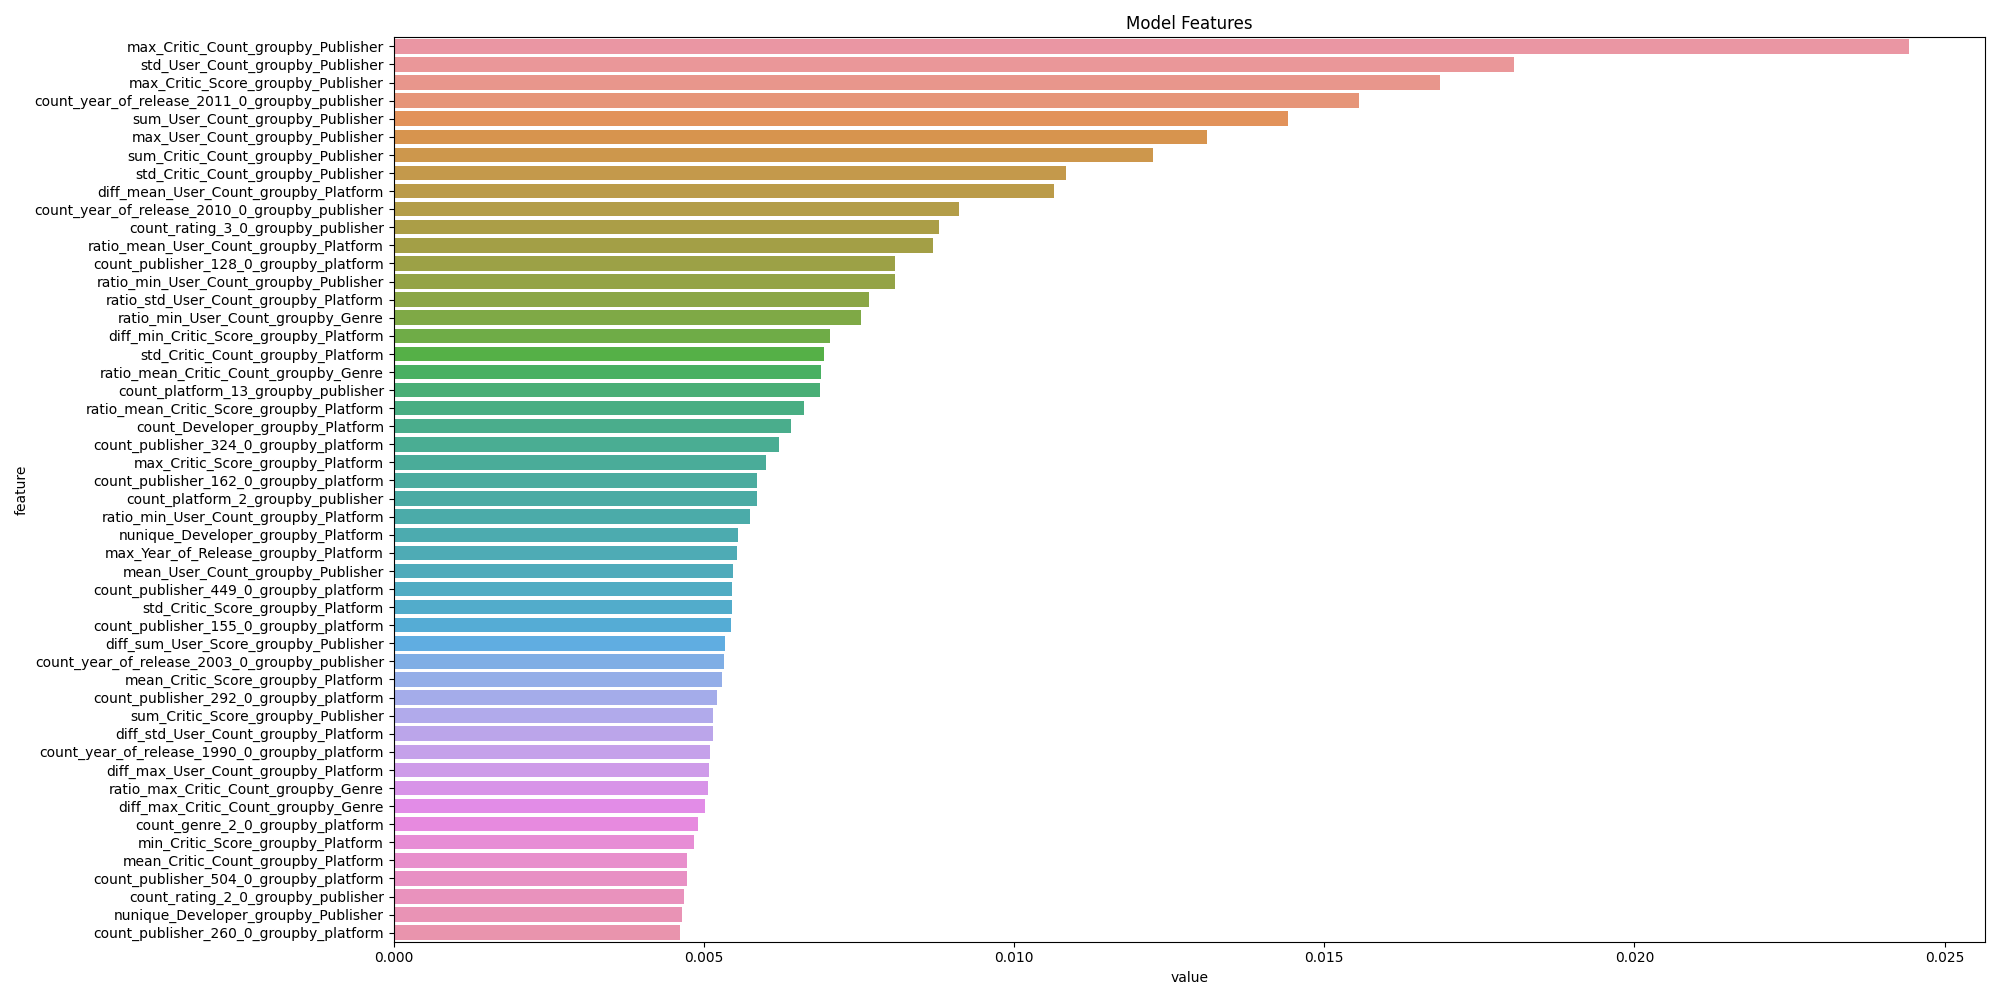 Model Features
max_Critic_Count_groupby_Publisher
std_User_Count_groupby_Publisher
max_Critic_Score_groupby_Publisher
count_year_of_release_2011_0_groupby_publisher
sum_User_Count_groupby_Publisher
max_User_Count_groupby_Publisher
sum_Critic_Count_groupby_Publisher
std_Critic_Count_groupby_Publisher
diff_mean_User_Count_groupby_Platform
count_year_of_release_2010_0_groupby_publisher
count_rating_3_0_groupby_publisher
ratio_mean_User_Count_groupby_Platform
count_publisher_128_0_groupby_platform
ratio_min_User_Count_groupby_Publisher
ratio_std_User_Count_groupby_Platform
ratio_min_User_Count_groupby_Genre
diff_min_Critic_Score_groupby_Platform
std_Critic_Count_groupby_Platform
ratio_mean_Critic_Count_groupby_Genre
count_platform_13_groupby_publisher
ratio_mean_Critic_Score_groupby_Platform
count_Developer_groupby_Platform
count_publisher_324_0_groupby_platform
max_Critic_Score_groupby_Platform
count_publisher_162_0_groupby_platform
count_platform_2_groupby_publisher
ratio_min_User_Count_groupby_Platform
nunique_Developer_groupby_Platform
max_Year_of_Release_groupby_Platform
mean_User_Count_groupby_Publisher
count_publisher_449_0_groupby_platform
std_Critic_Score_groupby_Platform
count_publisher_155_0_groupby_platform
diff_sum_User_Score_groupby_Publisher
count_year_of_release_2003_0_groupby_publisher
mean_Critic_Score_groupby_Platform
count_publisher_292_0_groupby_platform
sum_Critic_Score_groupby_Publisher
diff_std_User_Count_groupby_Platform
count_year_of_release_1990_0_groupby_platform
diff_max_User_Count_groupby_Platform
ratio_max_Critic_Count_groupby_Genre
diff_max_Critic_Count_groupby_Genre
count_genre_2_0_groupby_platform
min_Critic_Score_groupby_Platform
mean_Critic_Count_groupby_Platform
count_publisher_504_0_groupby_platform
count_rating_2_0_groupby_publisher
nunique_Developer_groupby_Publisher
count_publisher_260_0_groupby_platform
feature
0.000 0.005 0.010 0.015 0.020 0.025
value